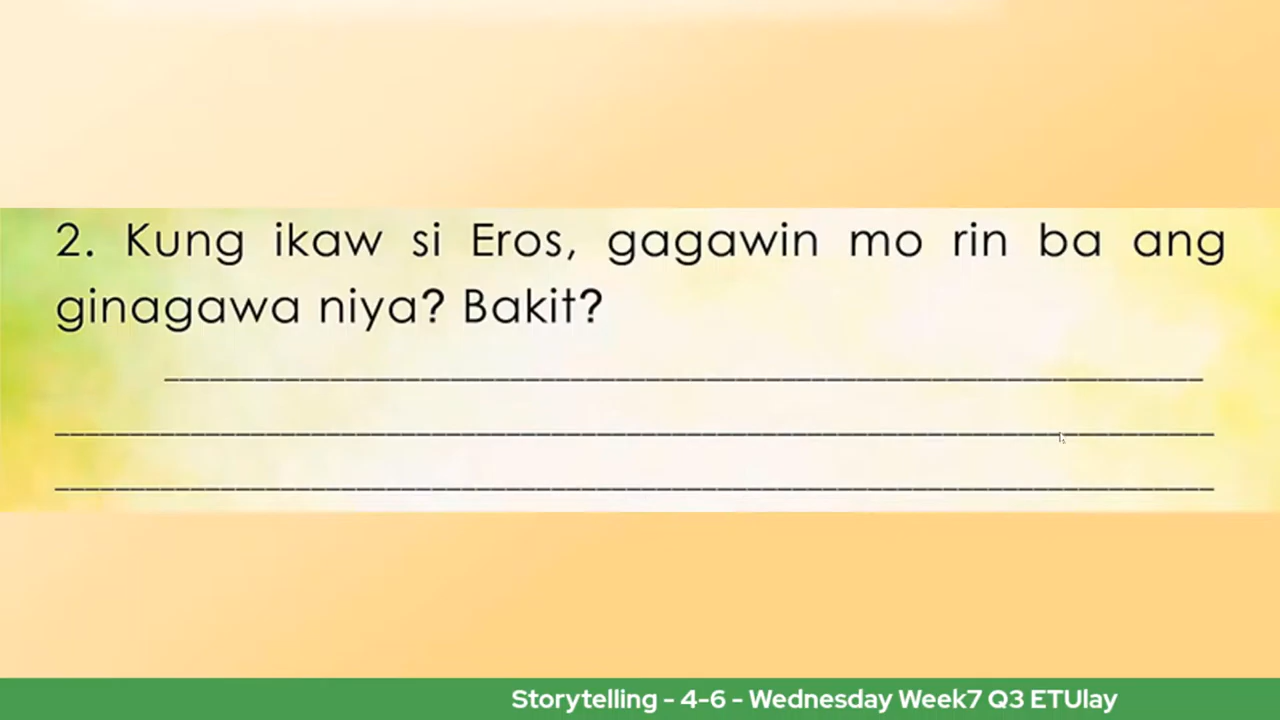 2. Kung ikaw si Eros, gagawin mo rin ba ang
ginagawa niya? Bakit?
Storytelling - 4-6 - Wednesday Week7 Q3 ETUlay